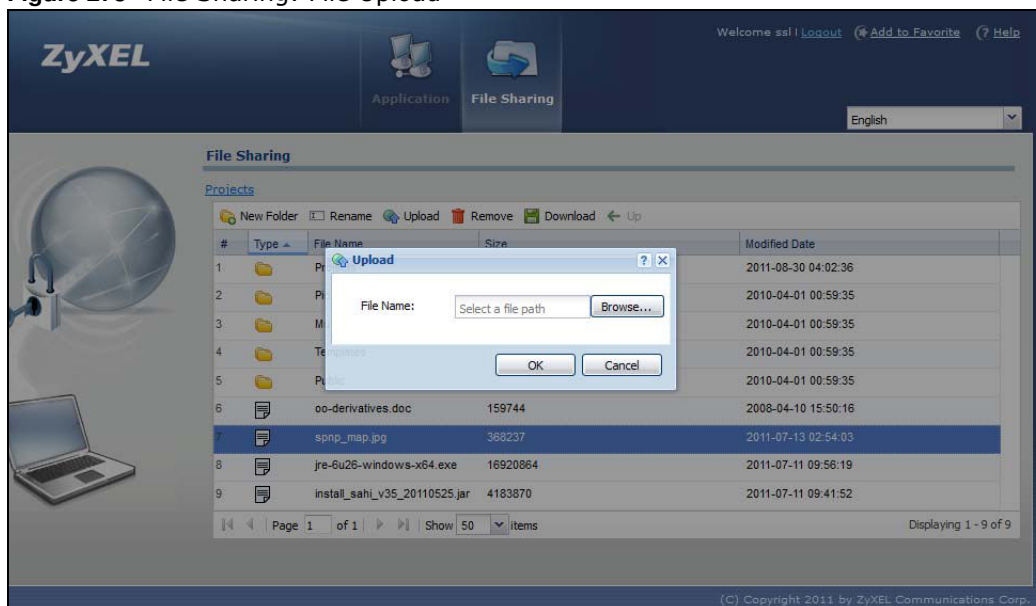 Welcome ssl | Logout Add to Favorite ? Help
ZyXEL
Application File Sharing
English
File Sharing
Projects
New Folder Rename Upload Remove Download Up
# Type File Name Size Modified Date
Upload ? X
File Name: Select a file path Browse...
OK Cancel
1 2011-08-30 04:02:36
2 2010-04-01 00:59:35
3 2010-04-01 00:59:35
4 2010-04-01 00:59:35
5 2010-04-01 00:59:35
6 oo-derivatives.doc 159744 2008-04-10 15:50:16
7 spnp_map.jpg 368237 2011-07-13 02:54:03
8 jre-6u26-windows-x64.exe 16920864 2011-07-11 09:56:19
9 install_sahi_v35_20110525.jar 4183870 2011-07-11 09:41:52
Page 1 of 1 Show 50 items Displaying 1 - 9 of 9
(C) Copyright 2011 by ZyXEL Communications Corp.